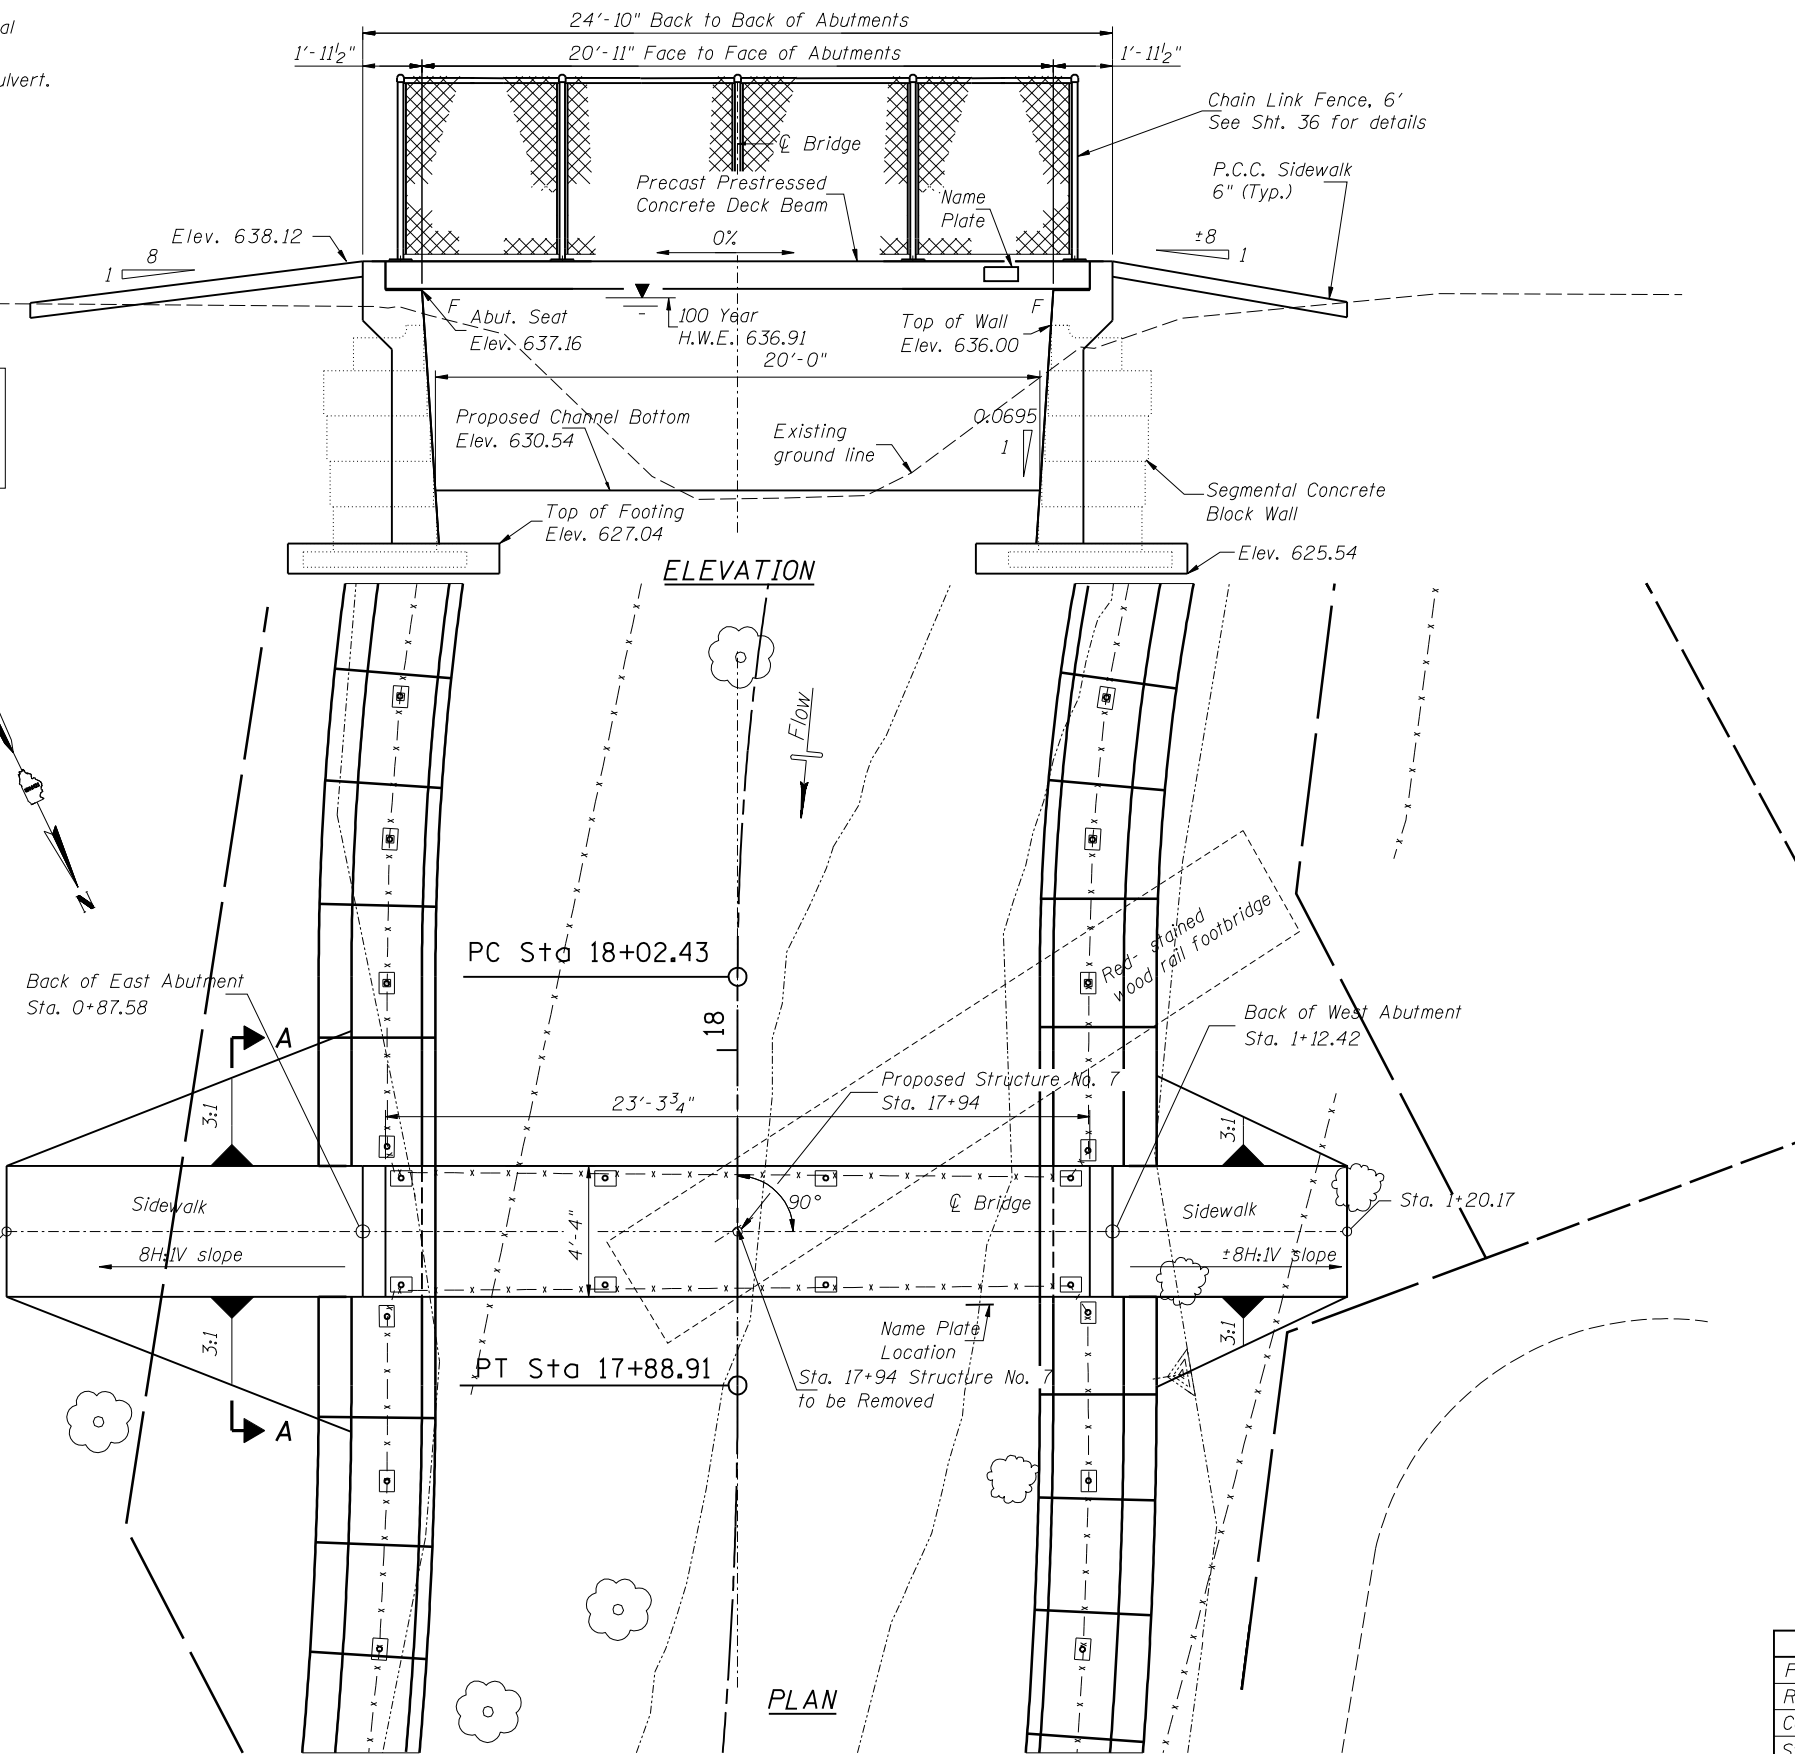 al
ulvert.
24'-10" Back to Back of Abutments
1'-11½"
20'-11" Face to Face of Abutments
1'-11½"
Chain Link Fence, 6'
See Sht. 36 for details
℄ Bridge
P.C.C. Sidewalk
6" (Typ.)
Precast Prestressed
Concrete Deck Beam
Name
Plate
Elev. 638.12
0%
8
1
±8
1
F
F
Abut. Seat
Elev. 637.16
100 Year
H.W.E. 636.91
Top of Wall
Elev. 636.00
20'-0"
Proposed Channel Bottom
Elev. 630.54
Existing
ground line
0.0695
1
Segmental Concrete
Block Wall
Top of Footing
Elev. 627.04
Elev. 625.54
ELEVATION
Flow
N
Red- stained
wood rail footbridge
PC Sta 18+02.43
Back of East Abutment
Sta. 0+87.58
18
Back of West Abutment
Sta. 1+12.42
A
Proposed Structure No. 7
Sta. 17+94
23'-3¾"
3:1
3:1
Sidewalk
90°
℄ Bridge
Sidewalk
Sta. 1+20.17
4'-4"
8H:1V slope
±8H:1V slope
3:1
3:1
Name Plate
Location
PT Sta 17+88.91
Sta. 17+94 Structure No. 7
to be Removed
A
PLAN
F
R
C
S